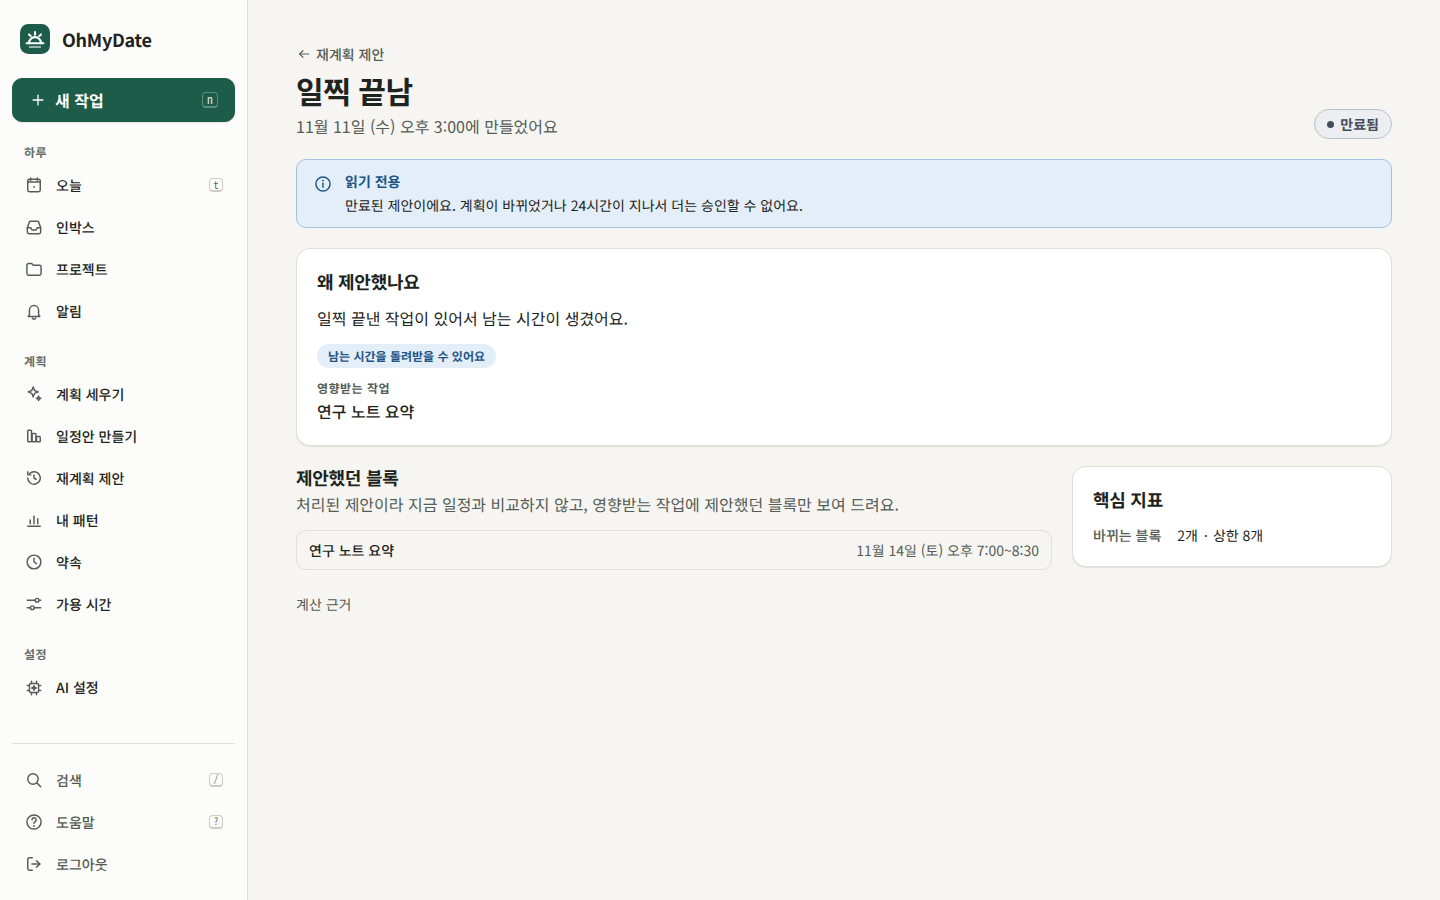 OhMyDate
새 작업 n
하루
오늘 t
인박스
프로젝트
알림
계획
계획 세우기
일정안 만들기
재계획 제안
내 패턴
약속
가용 시간
설정
AI 설정
검색 /
도움말 ?
로그아웃
← 재계획 제안
일찍 끝남
11월 11일 (수) 오후 3:00에 만들었어요
만료됨
읽기 전용
만료된 제안이에요. 계획이 바뀌었거나 24시간이 지나서 더는 승인할 수 없어요.
왜 제안했나요
일찍 끝낸 작업이 있어서 남는 시간이 생겼어요.
남는 시간을 돌려받을 수 있어요
영향받는 작업
연구 노트 요약
제안했던 블록
처리된 제안이라 지금 일정과 비교하지 않고, 영향받는 작업에 제안했던 블록만 보여 드려요.
연구 노트 요약 11월 14일 (토) 오후 7:00~8:30
계산 근거
핵심 지표
바뀌는 블록 2개 · 상한 8개